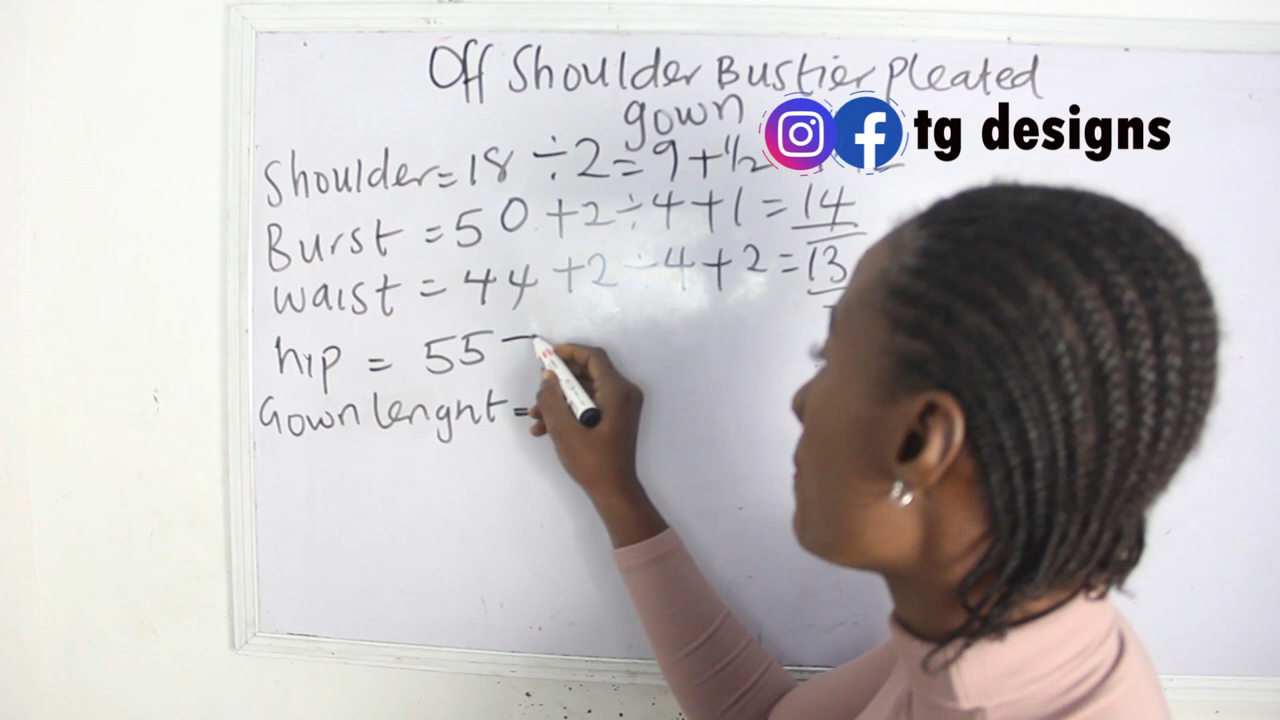 Off Shoulder Bustier Pleated
gown
tg designs
Shoulder = 18 ÷ 2 = 9 + ½
Burst = 50 + 2 ÷ 4 + 1 = 14
waist = 44 + 2 ÷ 4 + 2 = 13
hip = 55
Gown lenght =